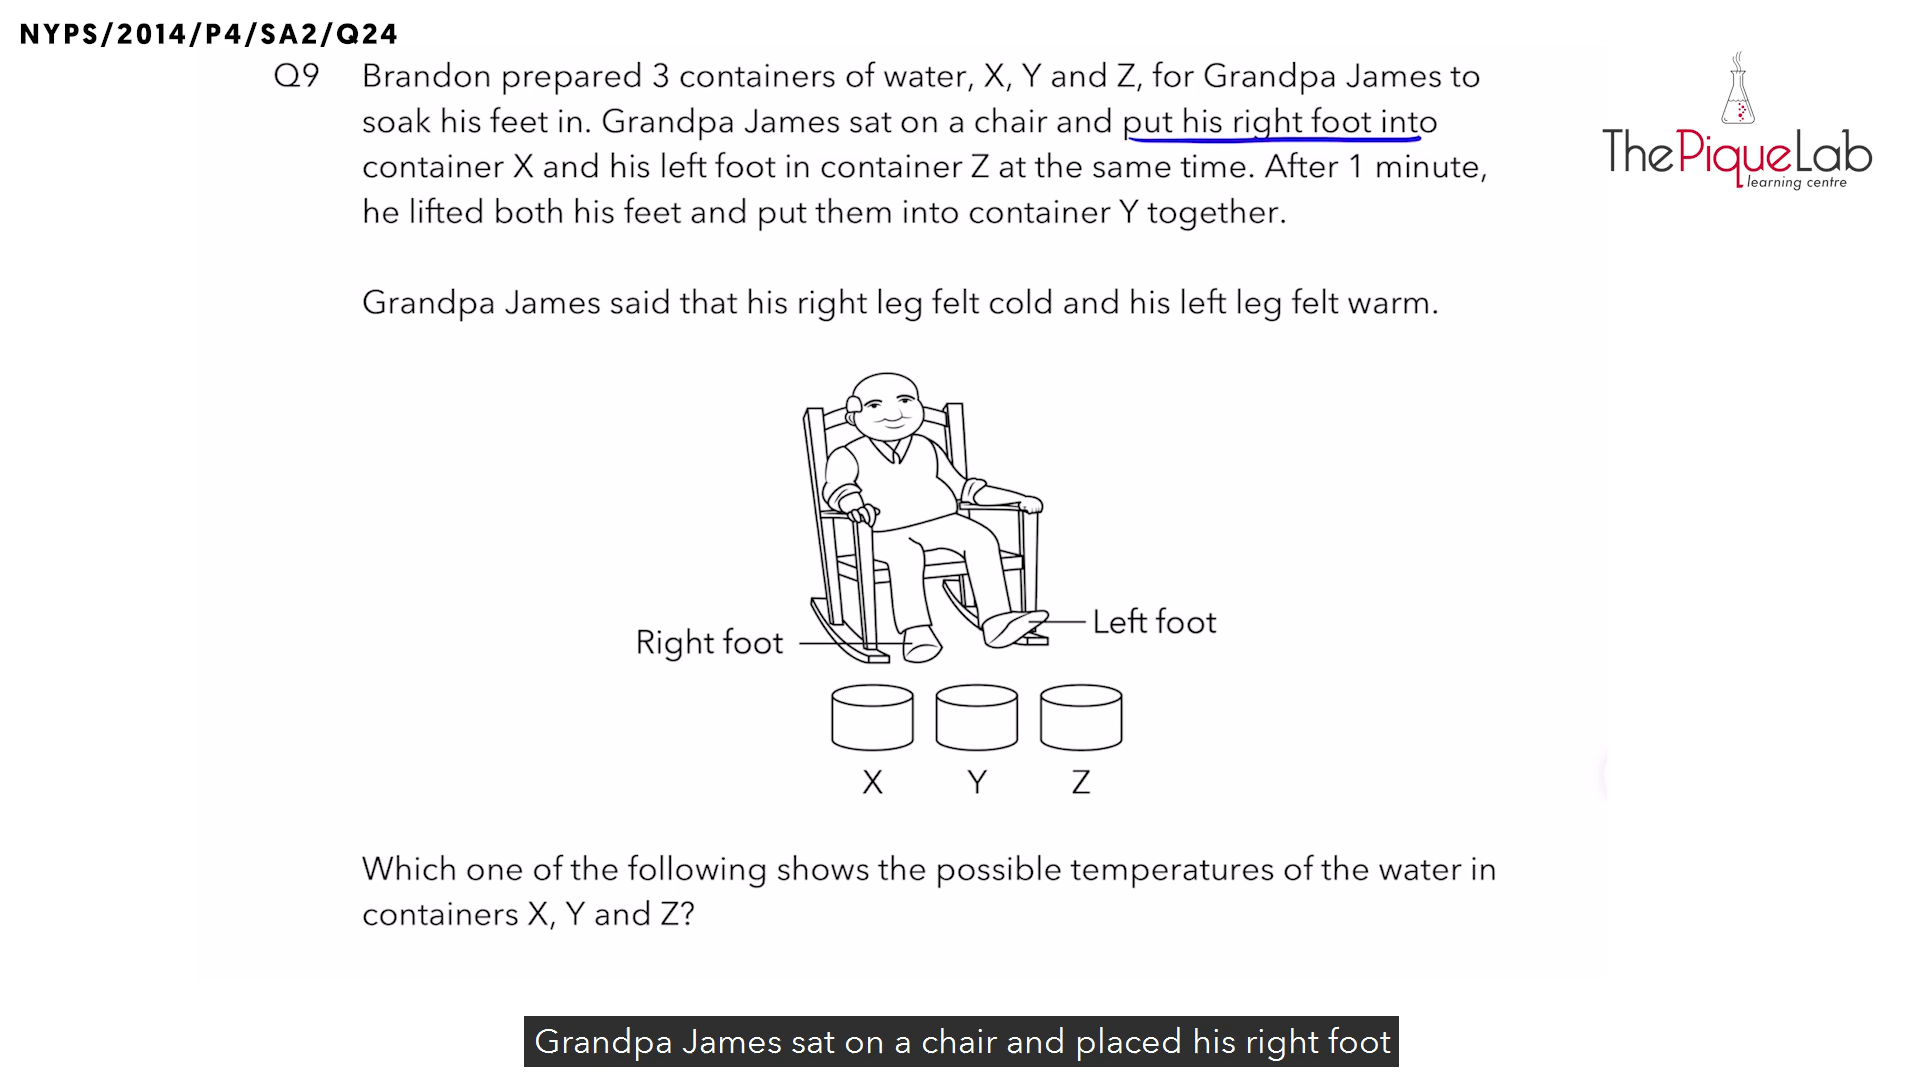 NYPS/2014/P4/SA2/Q24
Q9 Brandon prepared 3 containers of water, X, Y and Z, for Grandpa James to
soak his feet in. Grandpa James sat on a chair and put his right foot into
container X and his left foot in container Z at the same time. After 1 minute,
he lifted both his feet and put them into container Y together.
Grandpa James said that his right leg felt cold and his left leg felt warm.
ThePiqueLab
learning centre
Left foot
Right foot
X Y Z
Which one of the following shows the possible temperatures of the water in
containers X, Y and Z?
Grandpa James sat on a chair and placed his right foot